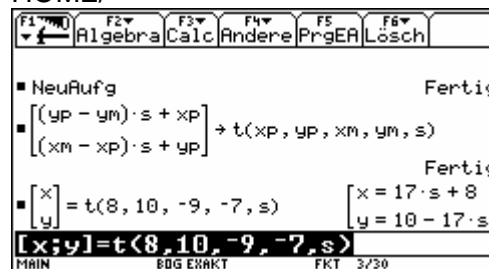 HOME/
F1 F2▾ F3▾ F4▾ F5 F6▾
Algebra Calc Andere PrgEA Lösch
▪ NeuAufg Fertig
▪ [(yp − ym)·s + xp
(xm − xp)·s + yp] → t(xp, yp, xm, ym, s)
Fertig
▪ [x
y] = t(8, 10, ⁻9, ⁻7, s) [x = 17·s + 8
y = 10 − 17·s
[x;y]=t(8,10,⁻9,⁻7,s)
MAIN BOG EXAKT FKT 3/30